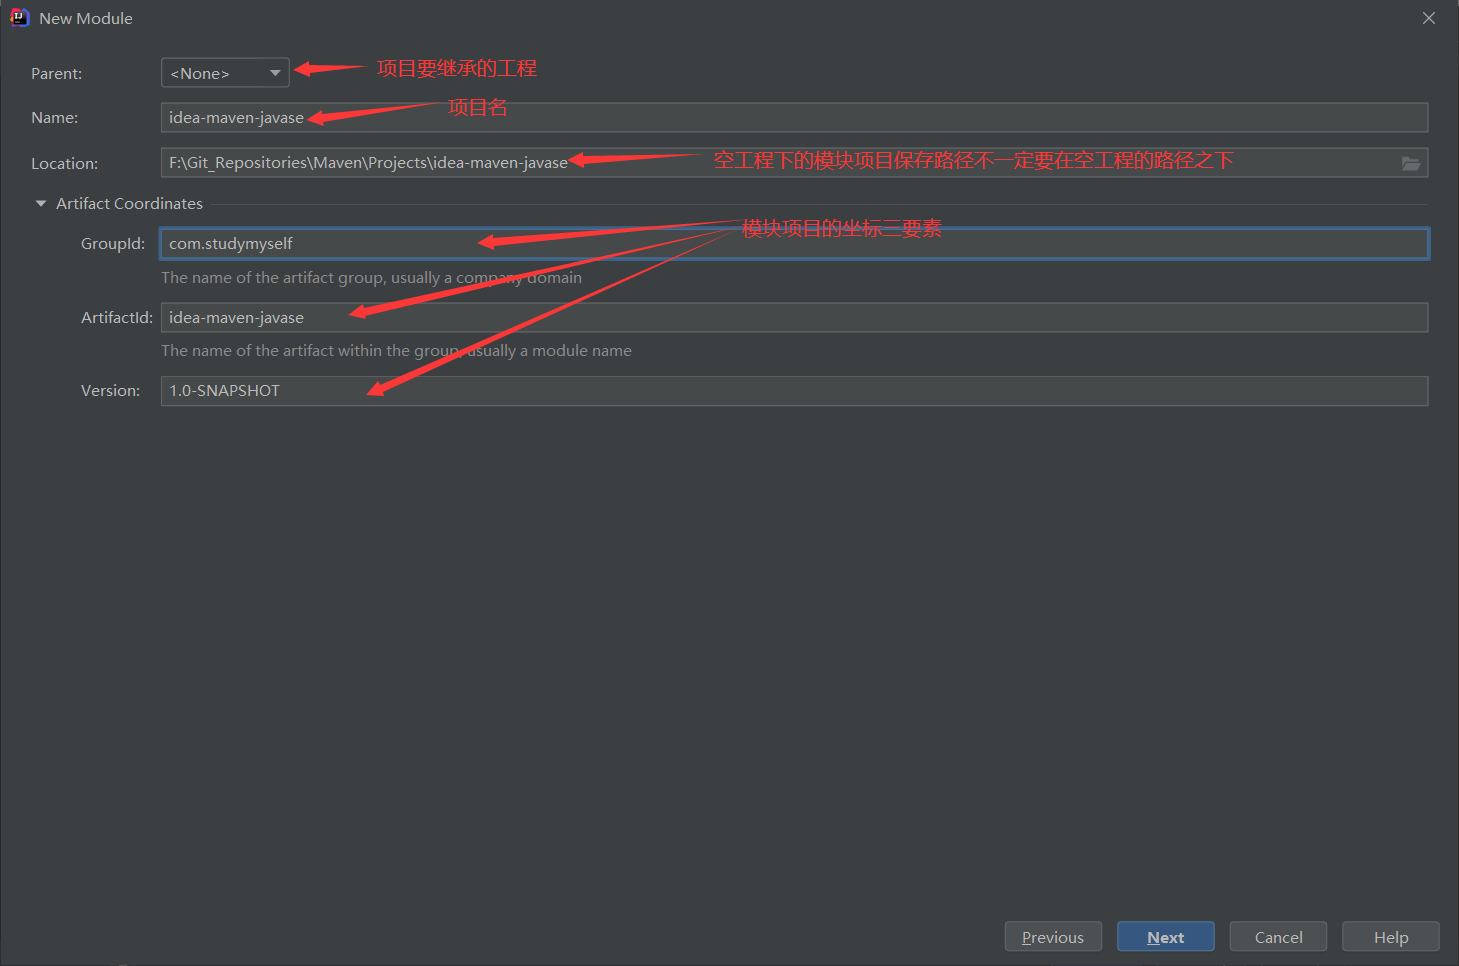 New Module
Parent: <None> 项目要继承的工程
Name: idea-maven-javase 项目名
Location: F:\Git_Repositories\Maven\Projects\idea-maven-javase 空工程下的模块项目保存路径不一定要在空工程的路径之下
Artifact Coordinates
模块项目的坐标三要素
GroupId: com.studymyself
The name of the artifact group, usually a company domain
ArtifactId: idea-maven-javase
The name of the artifact within the group, usually a module name
Version: 1.0-SNAPSHOT
Previous Next Cancel Help